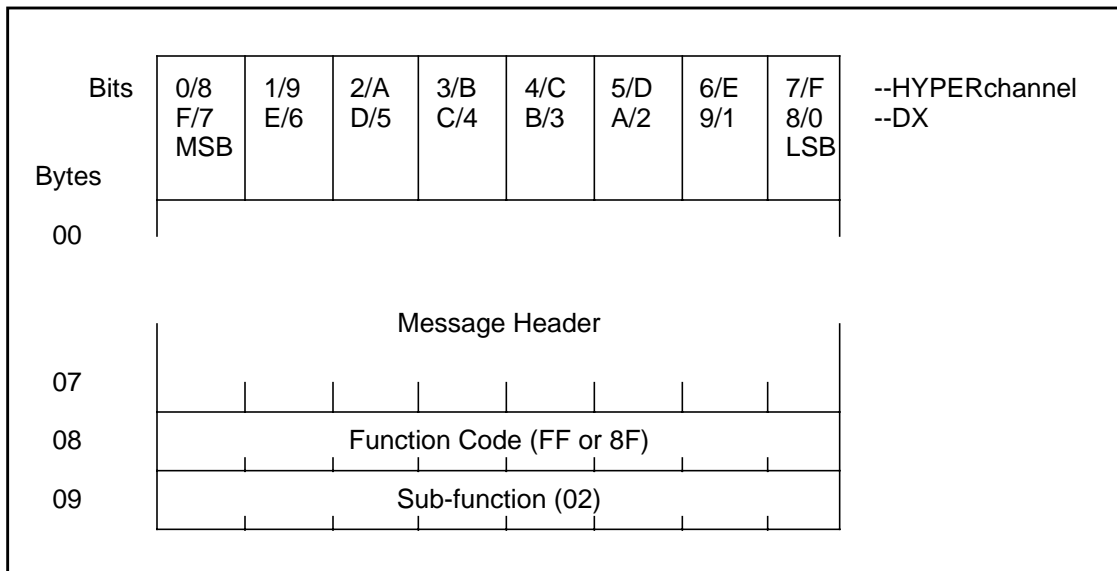 Bits 0/8 1/9 2/A 3/B 4/C 5/D 6/E 7/F --HYPERchannel
F/7 E/6 D/5 C/4 B/3 A/2 9/1 8/0 --DX
MSB LSB
Bytes
00
Message Header
07
08 Function Code (FF or 8F)
09 Sub-function (02)